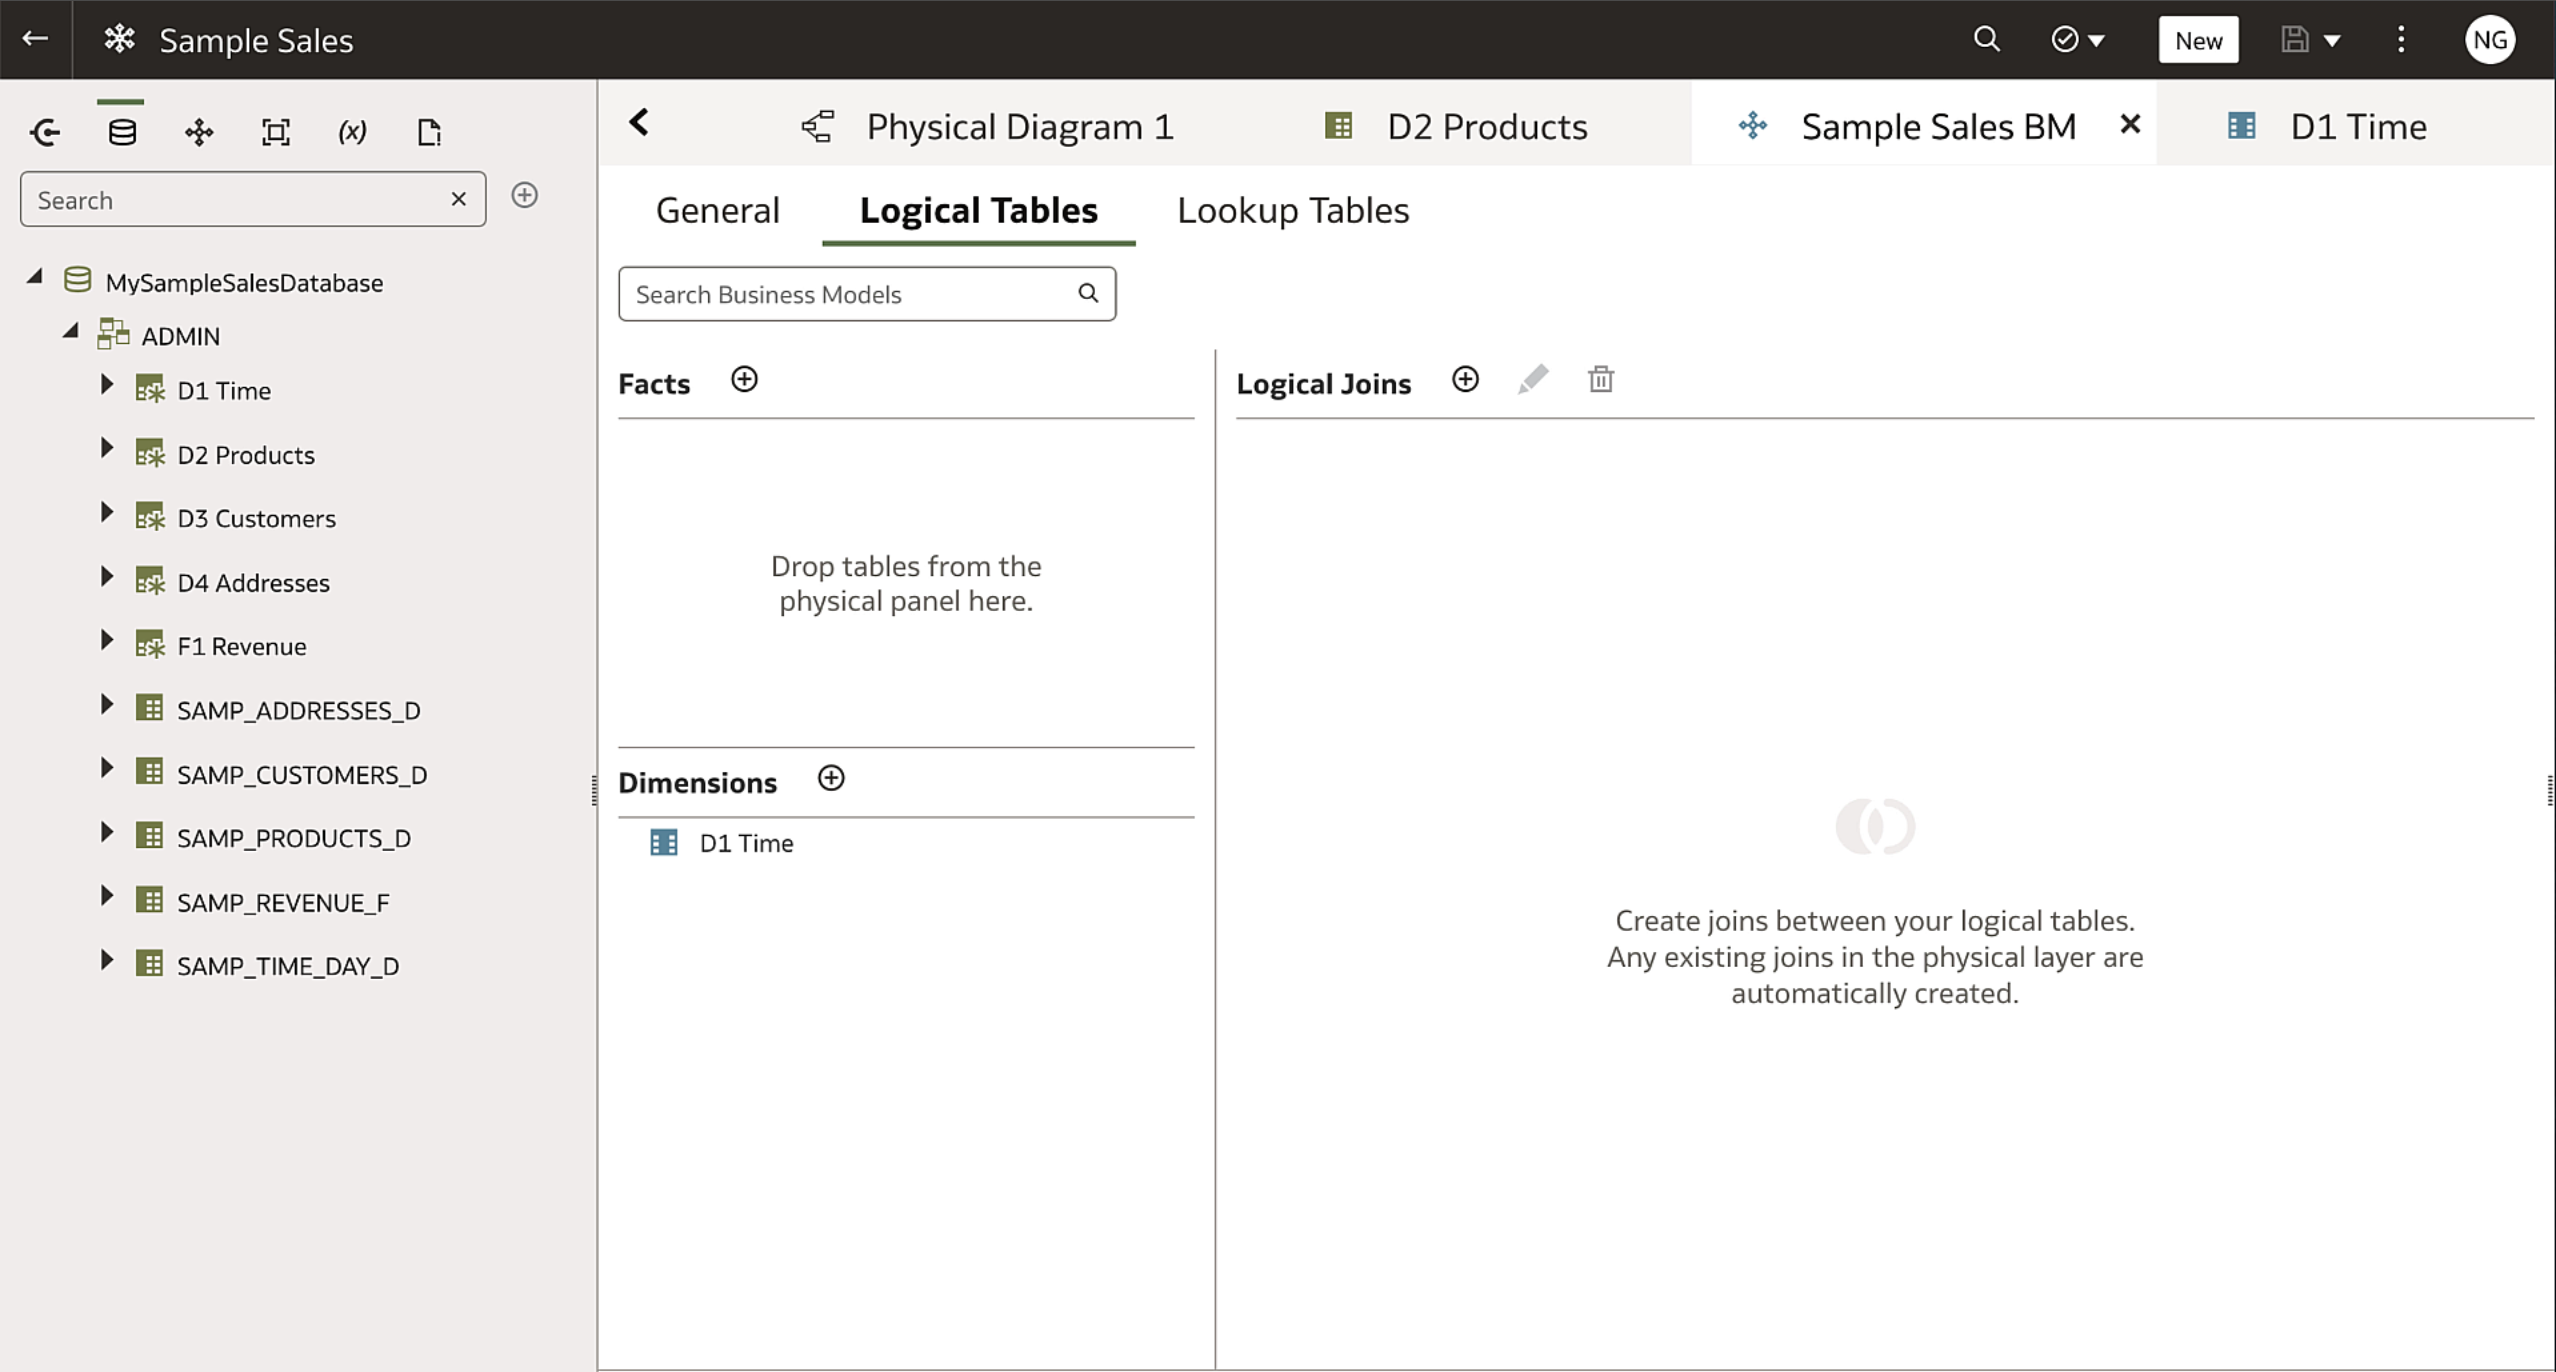 Sample Sales
New
NG
(x)
Search
MySampleSalesDatabase
ADMIN
D1 Time
D2 Products
D3 Customers
D4 Addresses
F1 Revenue
SAMP_ADDRESSES_D
SAMP_CUSTOMERS_D
SAMP_PRODUCTS_D
SAMP_REVENUE_F
SAMP_TIME_DAY_D
Physical Diagram 1
D2 Products
Sample Sales BM
D1 Time
General
Logical Tables
Lookup Tables
Search Business Models
Facts
Drop tables from the
physical panel here.
Dimensions
D1 Time
Logical Joins
Create joins between your logical tables.
Any existing joins in the physical layer are
automatically created.